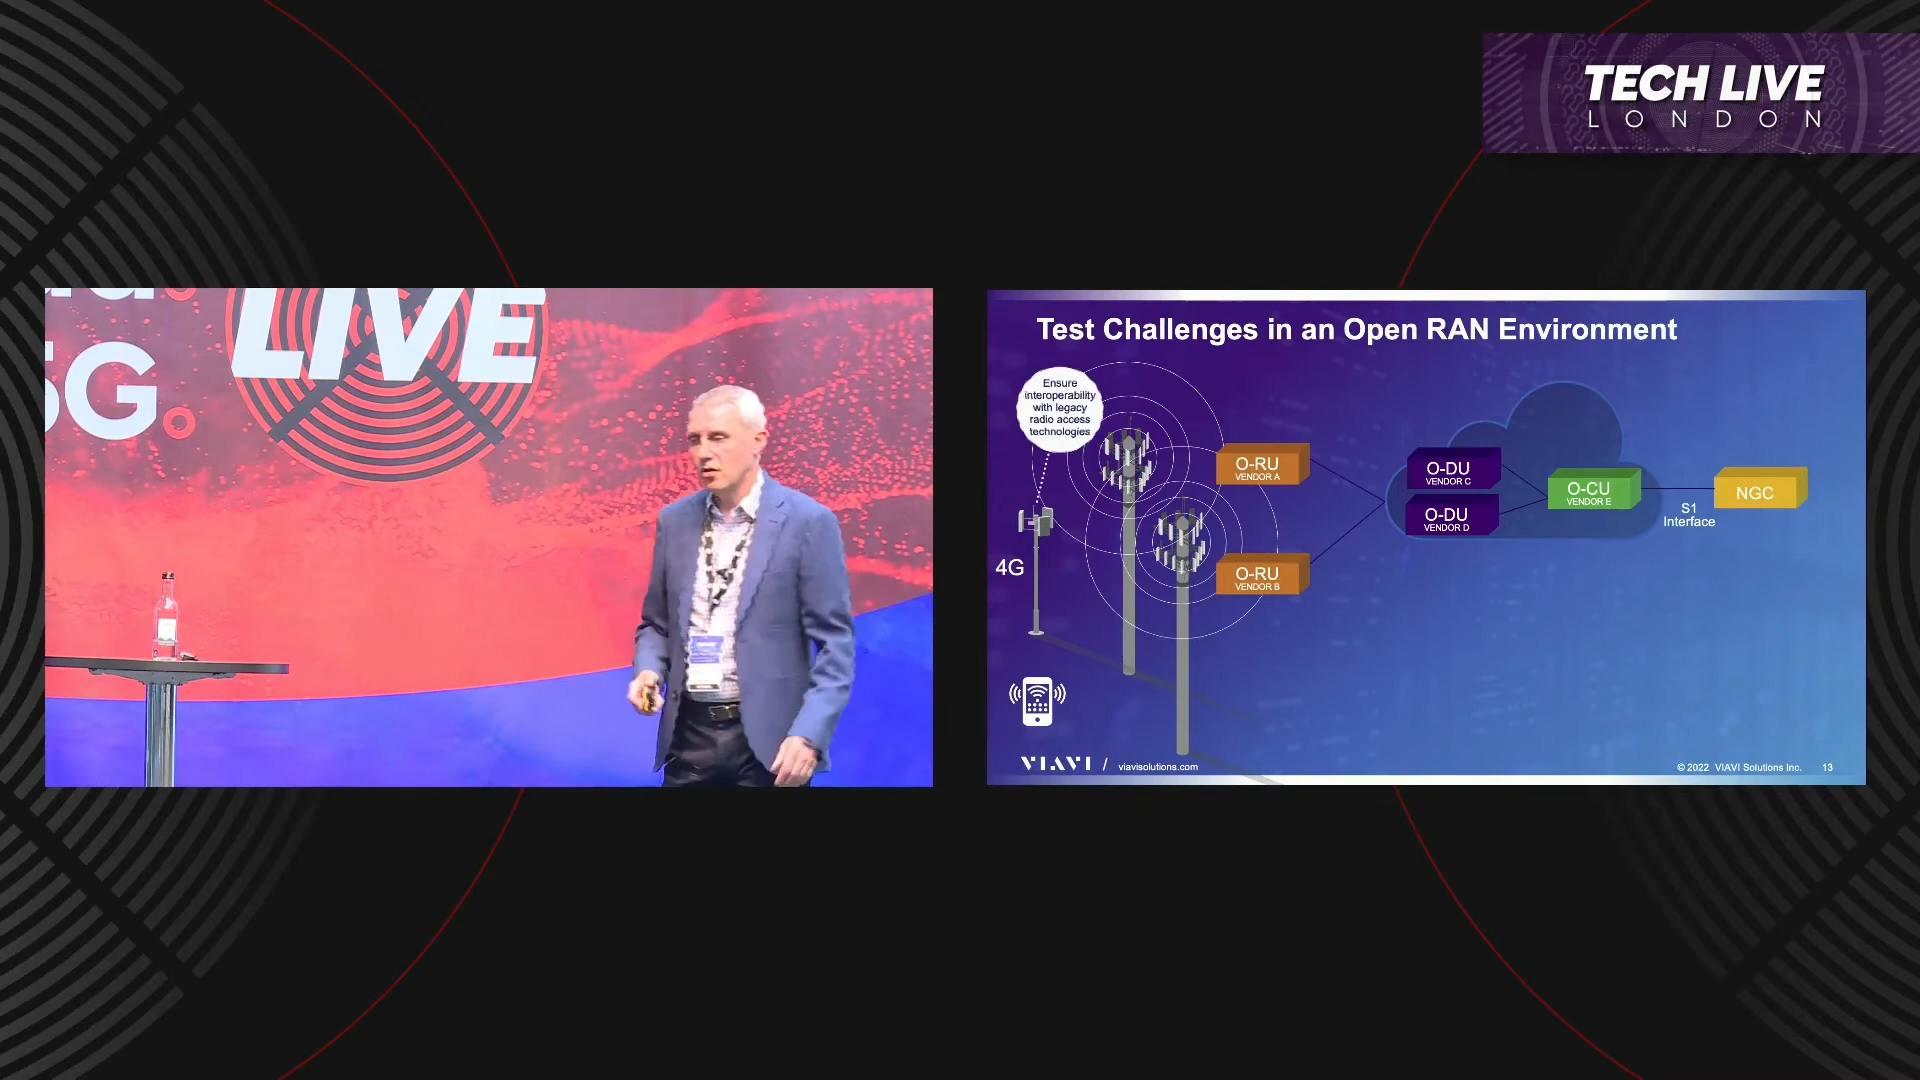 TECH LIVE
LONDON
LIVE
5G.
Test Challenges in an Open RAN Environment
Ensure
interoperability
with legacy
radio access
technologies
4G
O-RU
VENDOR A
O-RU
VENDOR B
O-DU
VENDOR C
O-DU
VENDOR D
O-CU
VENDOR E
S1
Interface
NGC
VIAVI / viavisolutions.com
© 2022 VIAVI Solutions Inc. 13